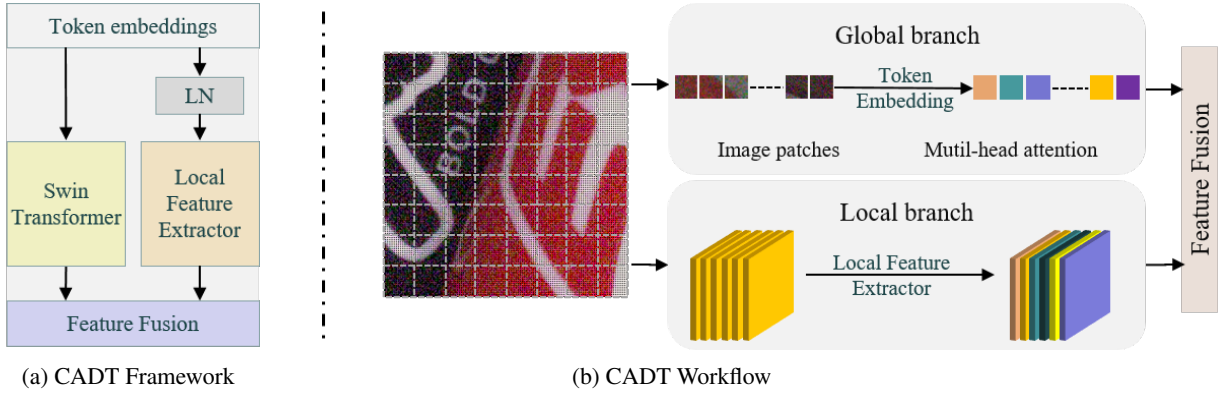 Token embeddings
LN
Swin
Transformer
Local
Feature
Extractor
Feature Fusion
(a) CADT Framework
Global branch
Token
Embedding
Image patches
Mutil-head attention
Local branch
Local Feature
Extractor
Feature Fusion
(b) CADT Workflow